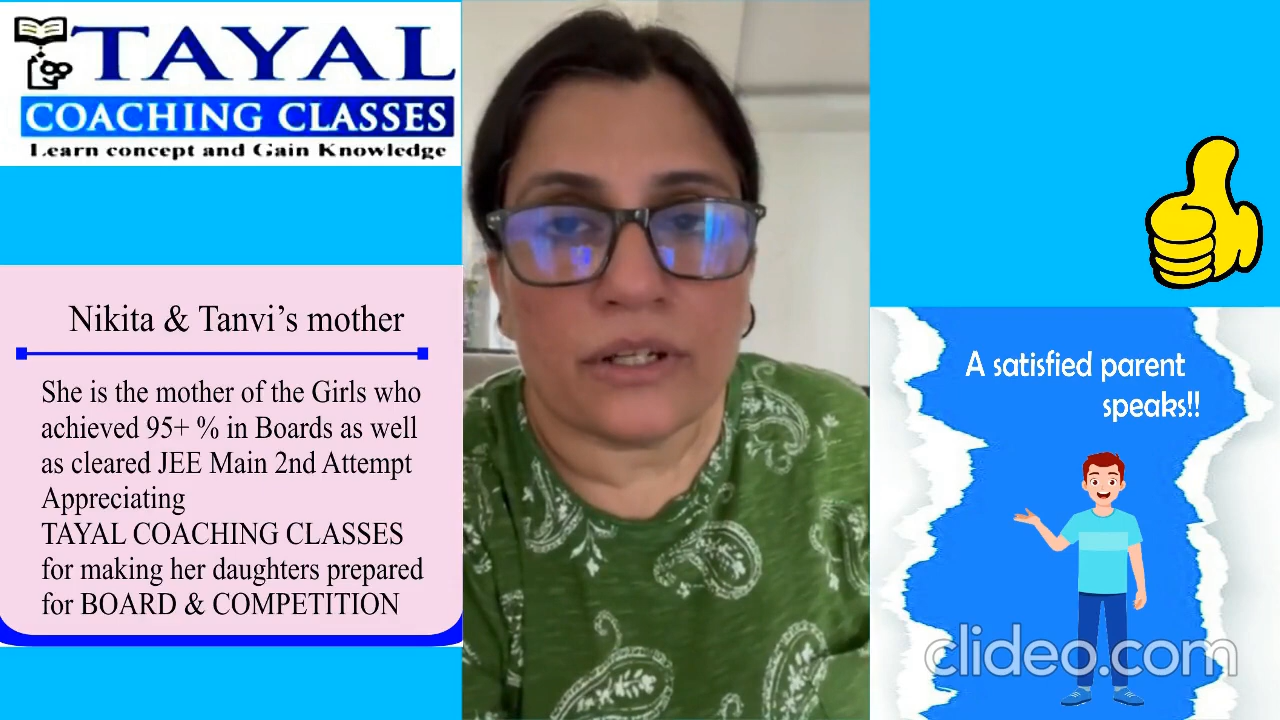 TAYAL
COACHING CLASSES
Learn concept and Gain Knowledge
Nikita & Tanvi’s mother
She is the mother of the Girls who
achieved 95+ % in Boards as well
as cleared JEE Main 2nd Attempt
Appreciating
TAYAL COACHING CLASSES
for making her daughters prepared
for BOARD & COMPETITION
A satisfied parent
speaks!!
clideo.com